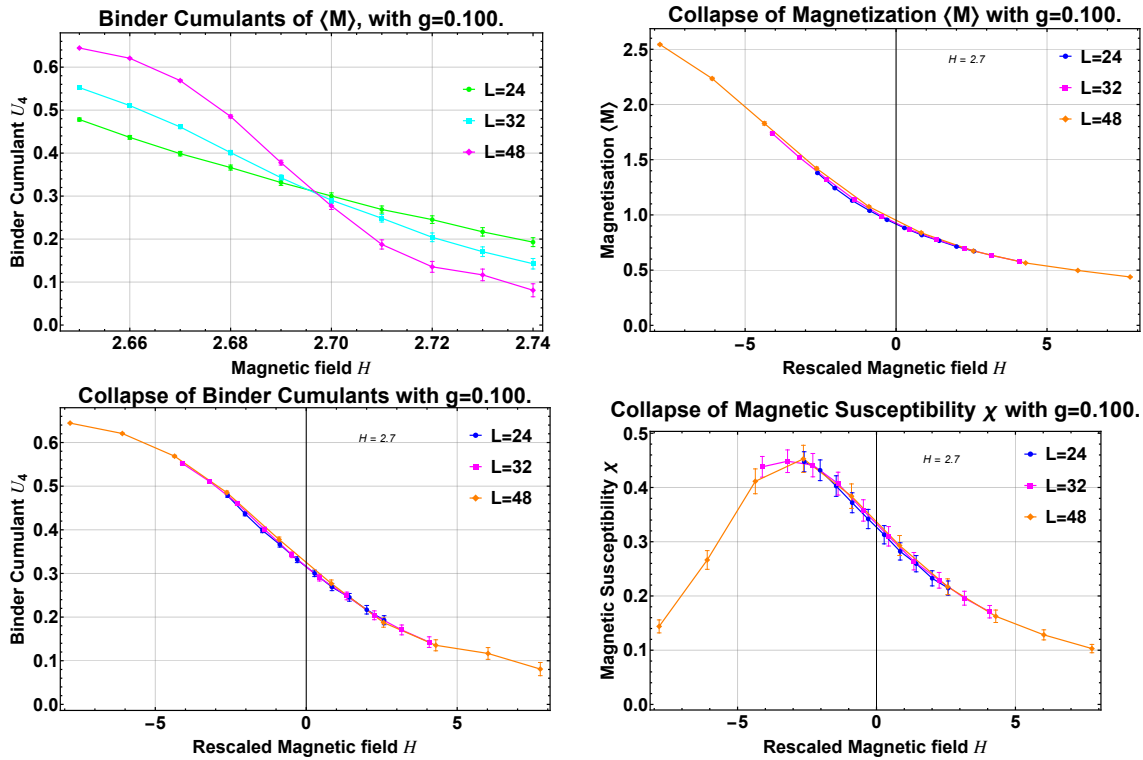 Binder Cumulants of ⟨M⟩, with g=0.100.
Binder Cumulant U4
0.6
0.5
0.4
0.3
0.2
0.1
0.0
L=24
L=32
L=48
2.66 2.68 2.70 2.72 2.74
Magnetic field H
Collapse of Magnetization ⟨M⟩ with g=0.100.
Magnetisation ⟨M⟩
2.5
2.0
1.5
1.0
0.5
0.0
H = 2.7
L=24
L=32
L=48
−5 0 5
Rescaled Magnetic field H
Collapse of Binder Cumulants with g=0.100.
Binder Cumulant U4
0.6
0.5
0.4
0.3
0.2
0.1
0.0
H = 2.7
L=24
L=32
L=48
−5 0 5
Rescaled Magnetic field H
Collapse of Magnetic Susceptibility χ with g=0.100.
Magnetic Susceptibility χ
0.5
0.4
0.3
0.2
0.1
0.0
H = 2.7
L=24
L=32
L=48
−5 0 5
Rescaled Magnetic field H